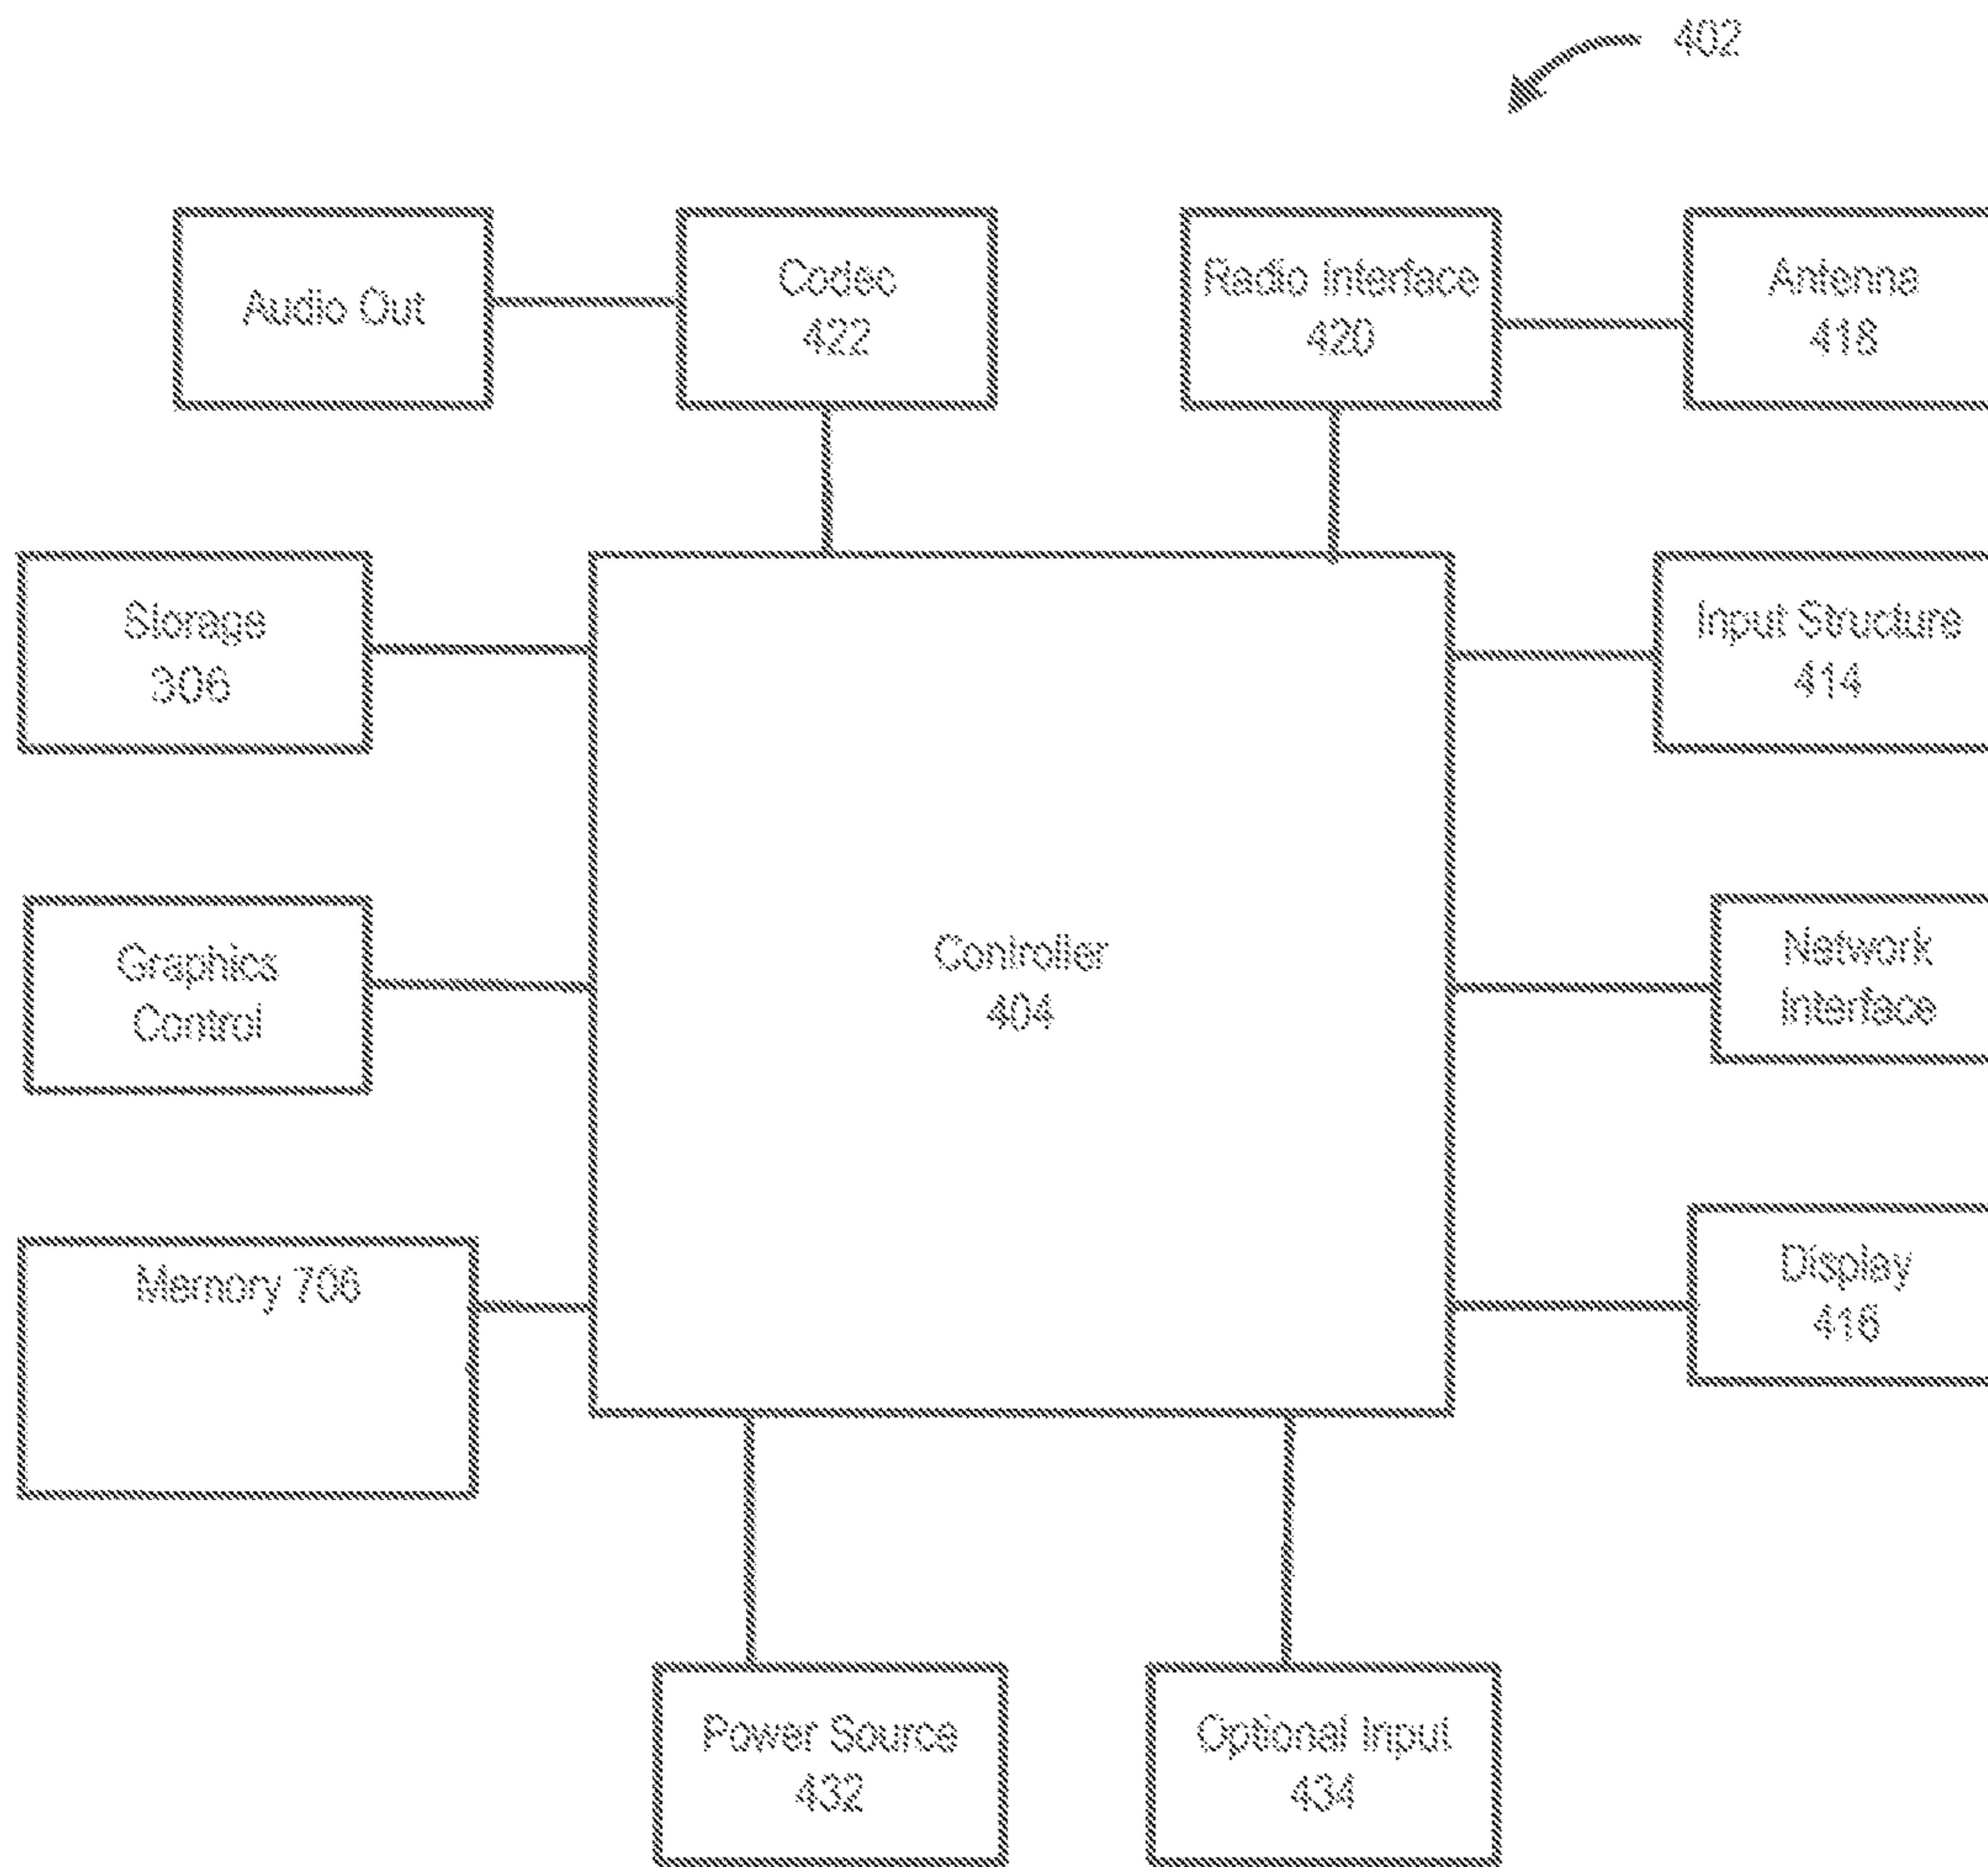 402
Audio Out
Codec
422
Radio Interface
420
Antenna
418
Storage
306
Input Structure
414
Graphics
Control
Controller
404
Network
Interface
Memory 706
Display
416
Power Source
432
Optional Input
434